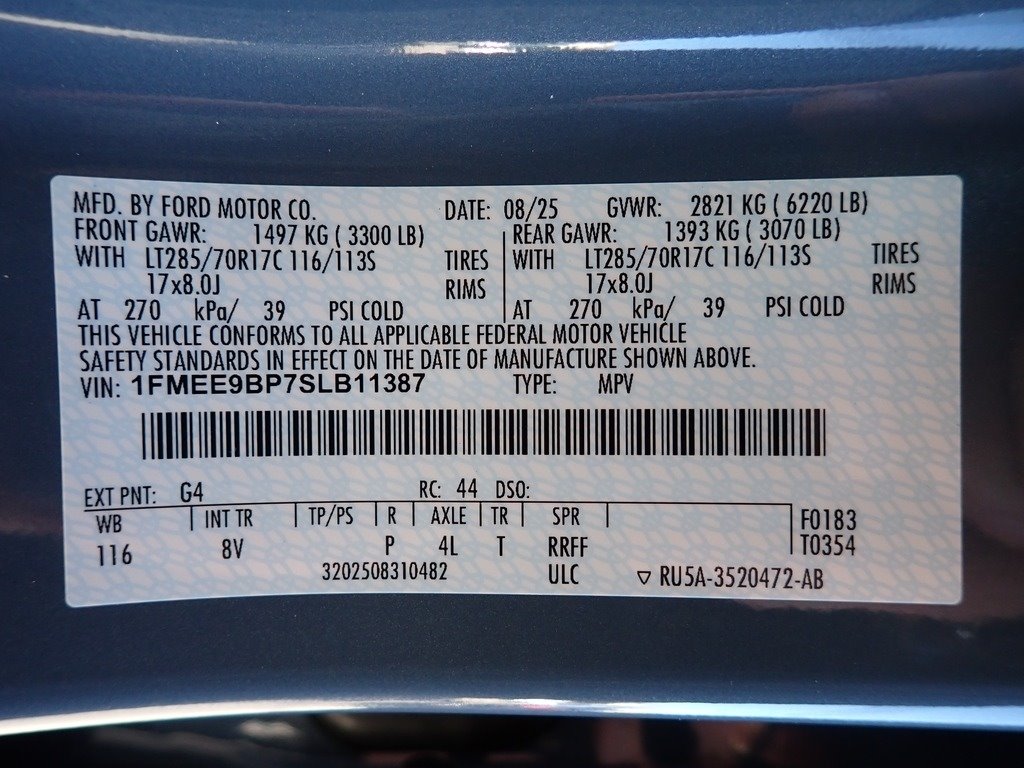 MFD. BY FORD MOTOR CO. DATE: 08/25 GVWR: 2821 KG ( 6220 LB)
FRONT GAWR: 1497 KG ( 3300 LB) REAR GAWR: 1393 KG ( 3070 LB)
WITH LT285/70R17C 116/113S TIRES WITH LT285/70R17C 116/113S TIRES
17x8.0J RIMS 17x8.0J RIMS
AT 270 kPa/ 39 PSI COLD AT 270 kPa/ 39 PSI COLD
THIS VEHICLE CONFORMS TO ALL APPLICABLE FEDERAL MOTOR VEHICLE
SAFETY STANDARDS IN EFFECT ON THE DATE OF MANUFACTURE SHOWN ABOVE.
VIN: 1FMEE9BP7SLB11387 TYPE: MPV
EXT PNT: G4 RC: 44 DSO:
WB INT TR TP/PS R AXLE TR SPR F0183
116 8V P 4L T RRFF T0354
3202508310482 ULC ▽ RU5A-3520472-AB